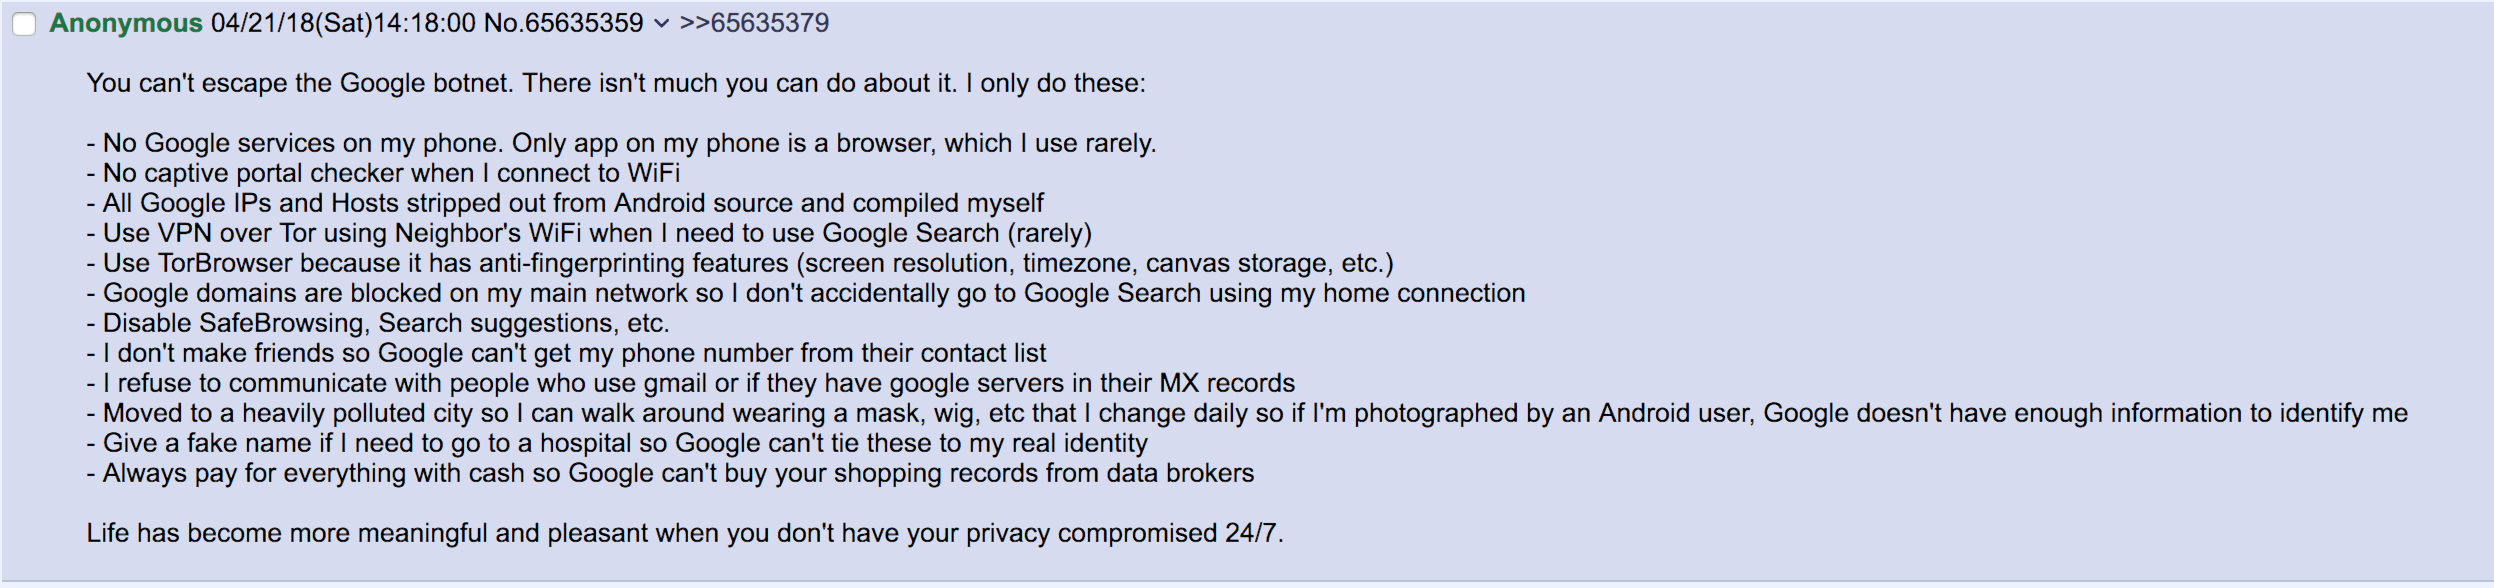 Anonymous 04/21/18(Sat)14:18:00 No.65635359 >>65635379
You can't escape the Google botnet. There isn't much you can do about it. I only do these:
- No Google services on my phone. Only app on my phone is a browser, which I use rarely.
- No captive portal checker when I connect to WiFi
- All Google IPs and Hosts stripped out from Android source and compiled myself
- Use VPN over Tor using Neighbor's WiFi when I need to use Google Search (rarely)
- Use TorBrowser because it has anti-fingerprinting features (screen resolution, timezone, canvas storage, etc.)
- Google domains are blocked on my main network so I don't accidentally go to Google Search using my home connection
- Disable SafeBrowsing, Search suggestions, etc.
- I don't make friends so Google can't get my phone number from their contact list
- I refuse to communicate with people who use gmail or if they have google servers in their MX records
- Moved to a heavily polluted city so I can walk around wearing a mask, wig, etc that I change daily so if I'm photographed by an Android user, Google doesn't have enough information to identify me
- Give a fake name if I need to go to a hospital so Google can't tie these to my real identity
- Always pay for everything with cash so Google can't buy your shopping records from data brokers
Life has become more meaningful and pleasant when you don't have your privacy compromised 24/7.